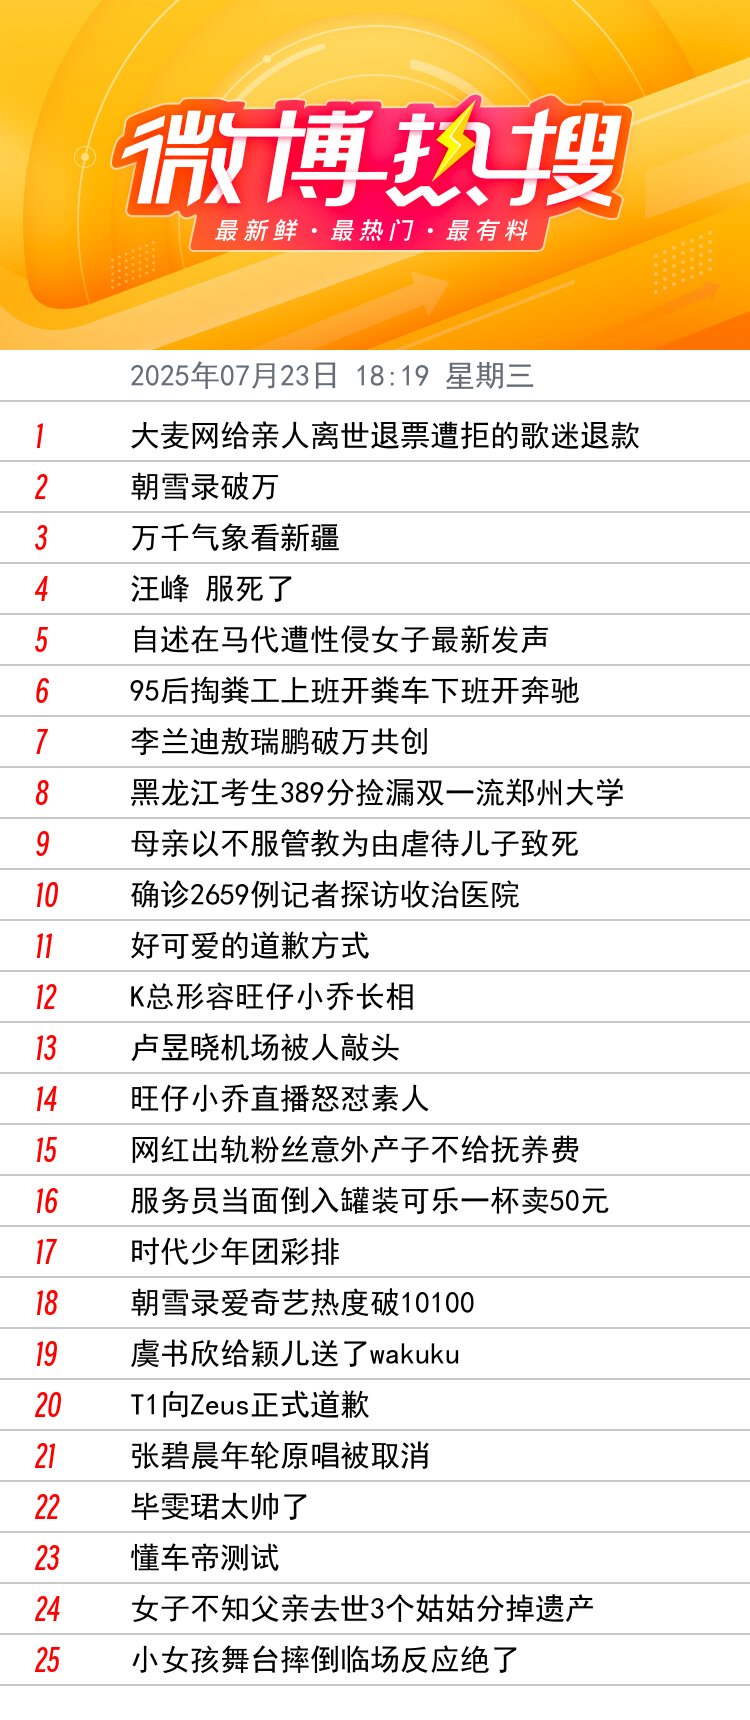 微博热搜
最新鲜·最热门·最有料
2025年07月23日 18:19 星期三
1 大麦网给亲人离世退票遭拒的歌迷退款
2 朝雪录破万
3 万千气象看新疆
4 汪峰 服死了
5 自述在马代遭性侵女子最新发声
6 95后掏粪工上班开粪车下班开奔驰
7 李兰迪敖瑞鹏破万共创
8 黑龙江考生389分捡漏双一流郑州大学
9 母亲以不服管教为由虐待儿子致死
10 确诊2659例记者探访收治医院
11 好可爱的道歉方式
12 K总形容旺仔小乔长相
13 卢昱晓机场被人敲头
14 旺仔小乔直播怒怼素人
15 网红出轨粉丝意外产子不给抚养费
16 服务员当面倒入罐装可乐一杯卖50元
17 时代少年团彩排
18 朝雪录爱奇艺热度破10100
19 虞书欣给颖儿送了wakuku
20 T1向Zeus正式道歉
21 张碧晨年轮原唱被取消
22 毕雯珺太帅了
23 懂车帝测试
24 女子不知父亲去世3个姑姑分掉遗产
25 小女孩舞台摔倒临场反应绝了